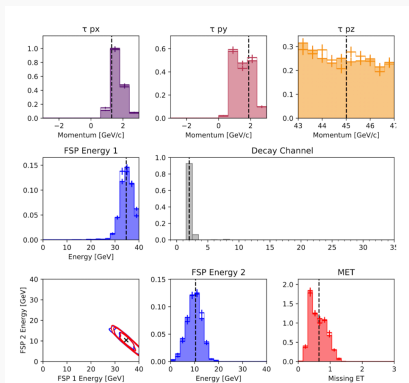 τ px
τ py
τ pz
1.0
0.8
0.6
0.4
0.2
0.0
−2 0 2
Momentum [GeV/c]
0.6
0.4
0.2
0.0
−2 0 2
Momentum [GeV/c]
0.3
0.2
0.1
0.0
43 44 45 46 47
Momentum [GeV/c]
FSP Energy 1
Decay Channel
0.15
0.10
0.05
0.00
0 10 20 30 40
Energy [GeV]
1.0
0.5
0.0
0 5 10 15 20 25 30 35
FSP Energy 2
MET
FSP 2 Energy [GeV]
40
30
20
10
0
0 10 20 30 40
FSP 1 Energy [GeV]
0.15
0.10
0.05
0.00
0 10 20 30 40
Energy [GeV]
2.0
1.5
1.0
0.5
0.0
0 1 2
Missing ET